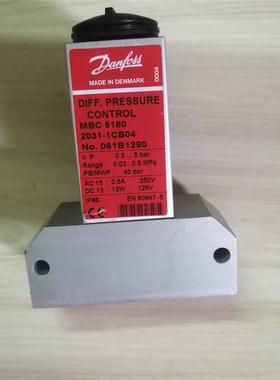 Danfoss
MADE IN DENMARK
0004
DIFF. PRESSURE
CONTROL
MBC 5180
2031-1CB04
No. 061B1290
Δ P : 0.3 .. 5 bar
Range : 0.03..0.5 MPa
PB/MWP : 45 bar
AC 15 : 0.5A 250V
DC 13 : 12W 125V
IP65 EN 60947 -5
CE